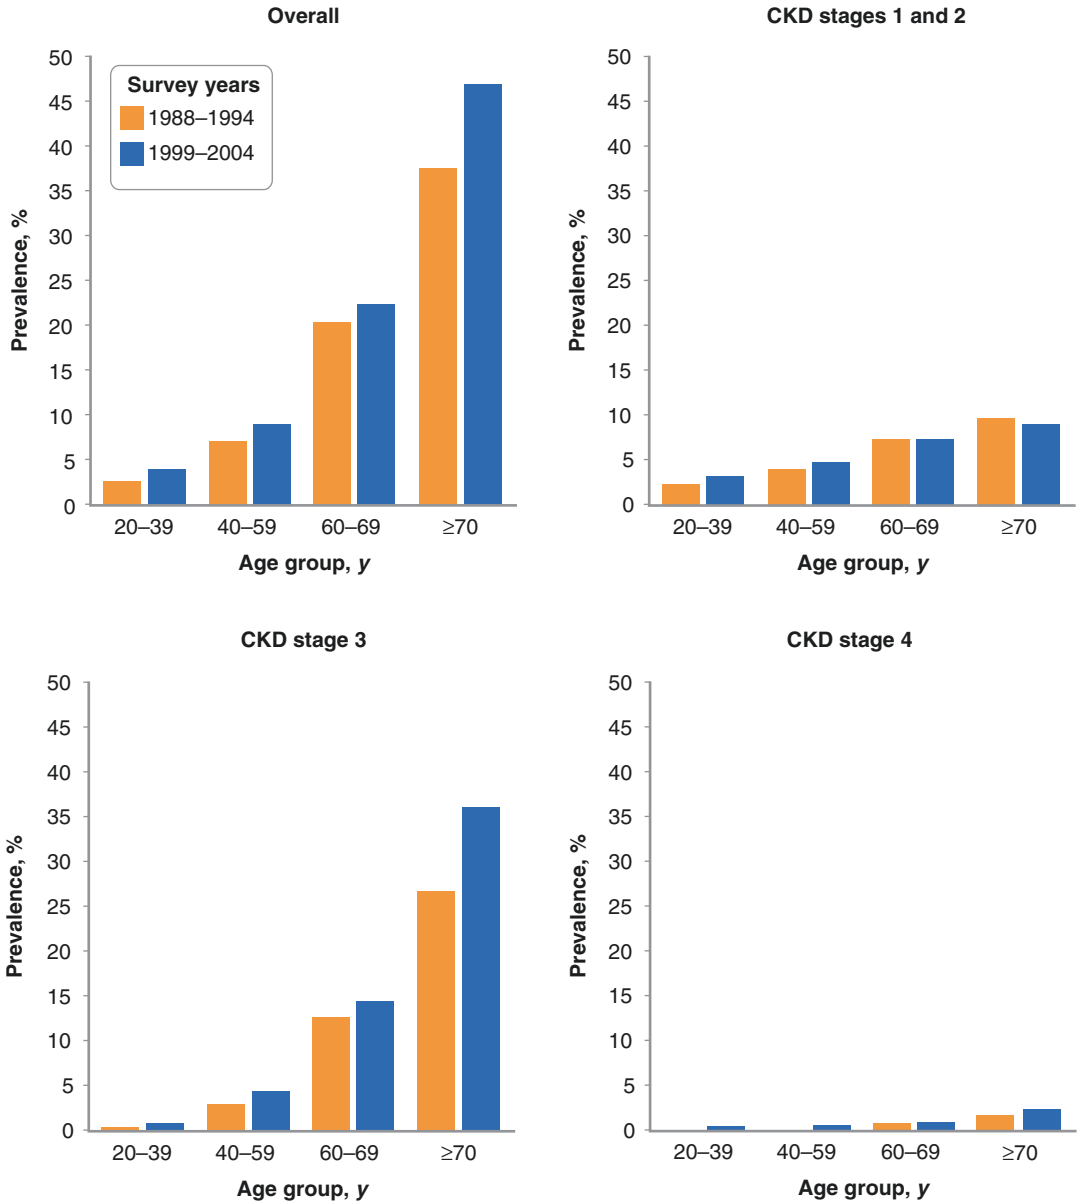 Overall
50
45
40
35
30
25
20
15
10
5
0
Prevalence, %
Survey years
1988–1994
1999–2004
20–39 40–59 60–69 ≥70
Age group, y
CKD stages 1 and 2
50
45
40
35
30
25
20
15
10
5
0
Prevalence, %
20–39 40–59 60–69 ≥70
Age group, y
CKD stage 3
50
45
40
35
30
25
20
15
10
5
0
Prevalence, %
20–39 40–59 60–69 ≥70
Age group, y
CKD stage 4
50
45
40
35
30
25
20
15
10
5
0
Prevalence, %
20–39 40–59 60–69 ≥70
Age group, y